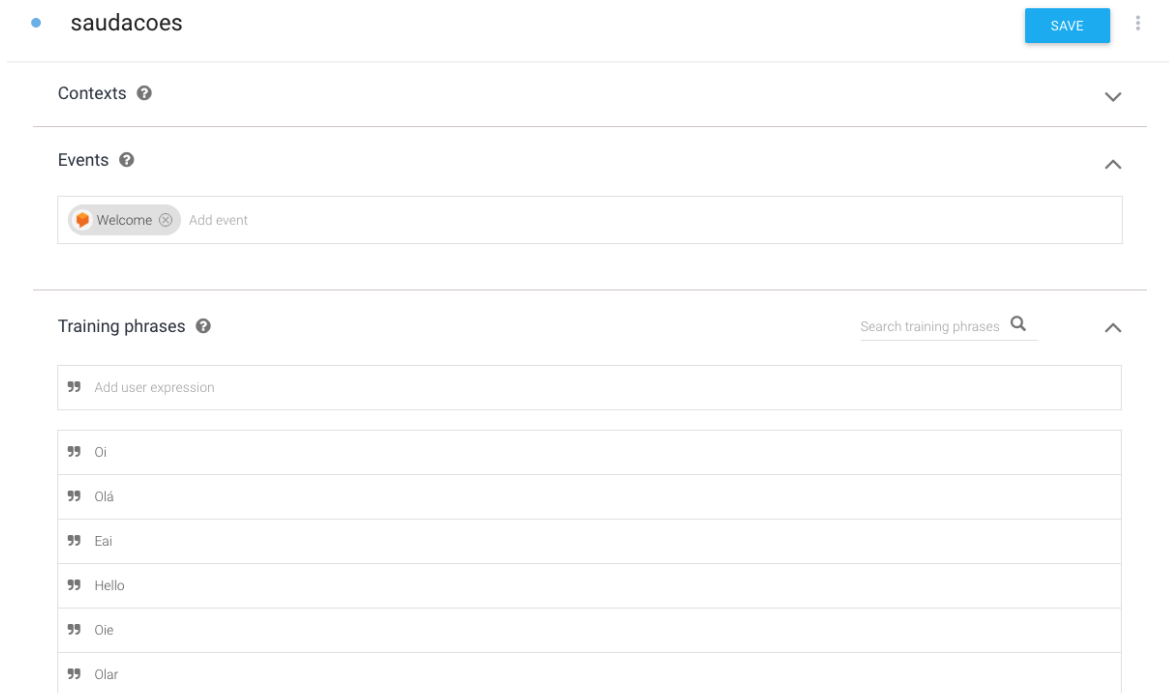 saudacoes
SAVE
Contexts
Events
Welcome Add event
Training phrases
Search training phrases
Add user expression
Oi
Olá
Eai
Hello
Oie
Olar